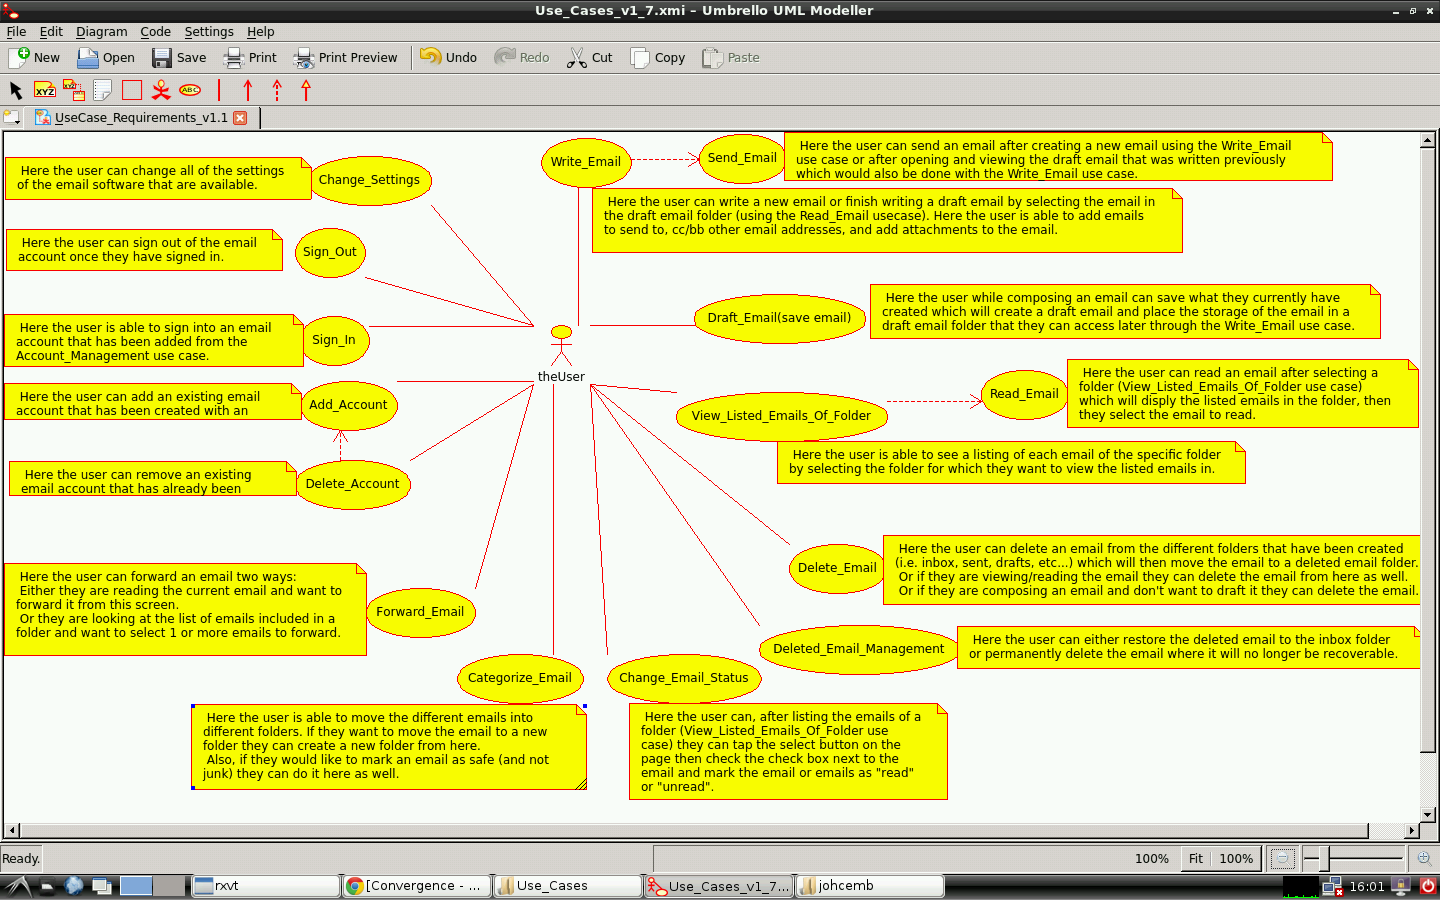 Use_Cases_v1_7.xmi – Umbrello UML Modeller
File Edit Diagram Code Settings Help
New Open Save Print Print Preview Undo Redo Cut Copy Paste
XYZ XYZ ABC
UseCase_Requirements_v1.1
Here the user can change all of the settings
of the email software that are available.
Change_Settings
Write_Email
Send_Email
Here the user can send an email after creating a new email using the Write_Email
use case or after opening and viewing the draft email that was written previously
which would also be done with the Write_Email use case.
Here the user can write a new email or finish writing a draft email by selecting the email in
the draft email folder (using the Read_Email usecase). Here the user is able to add emails
to send to, cc/bb other email addresses, and add attachments to the email.
Here the user can sign out of the email
account once they have signed in.
Sign_Out
Draft_Email(save email)
Here the user while composing an email can save what they currently have
created which will create a draft email and place the storage of the email in a
draft email folder that they can access later through the Write_Email use case.
Here the user is able to sign into an email
account that has been added from the
Account_Management use case.
Sign_In
theUser
Here the user can add an existing email
account that has been created with an
Add_Account
View_Listed_Emails_Of_Folder
Read_Email
Here the user can read an email after selecting a
folder (View_Listed_Emails_Of_Folder use case)
which will disply the listed emails in the folder, then
they select the email to read.
Here the user is able to see a listing of each email of the specific folder
by selecting the folder for which they want to view the listed emails in.
Here the user can remove an existing
email account that has already been
Delete_Account
Delete_Email
Here the user can delete an email from the different folders that have been created
(i.e. inbox, sent, drafts, etc...) which will then move the email to a deleted email folder.
Or if they are viewing/reading the email they can delete the email from here as well.
Or if they are composing an email and don't want to draft it they can delete the email.
Here the user can forward an email two ways:
Either they are reading the current email and want to
forward it from this screen.
Or they are looking at the list of emails included in a
folder and want to select 1 or more emails to forward.
Forward_Email
Deleted_Email_Management
Here the user can either restore the deleted email to the inbox folder
or permanently delete the email where it will no longer be recoverable.
Categorize_Email
Change_Email_Status
Here the user is able to move the different emails into
different folders. If they want to move the email to a new
folder they can create a new folder from here.
Also, if they would like to mark an email as safe (and not
junk) they can do it here as well.
Here the user can, after listing the emails of a
folder (View_Listed_Emails_Of_Folder use
case) they can tap the select button on the
page then check the check box next to the
email and mark the email or emails as "read"
or "unread".
Ready. 100% Fit 100%
rxvt [Convergence - ... Use_Cases Use_Cases_v1_7... johcemb 16:01